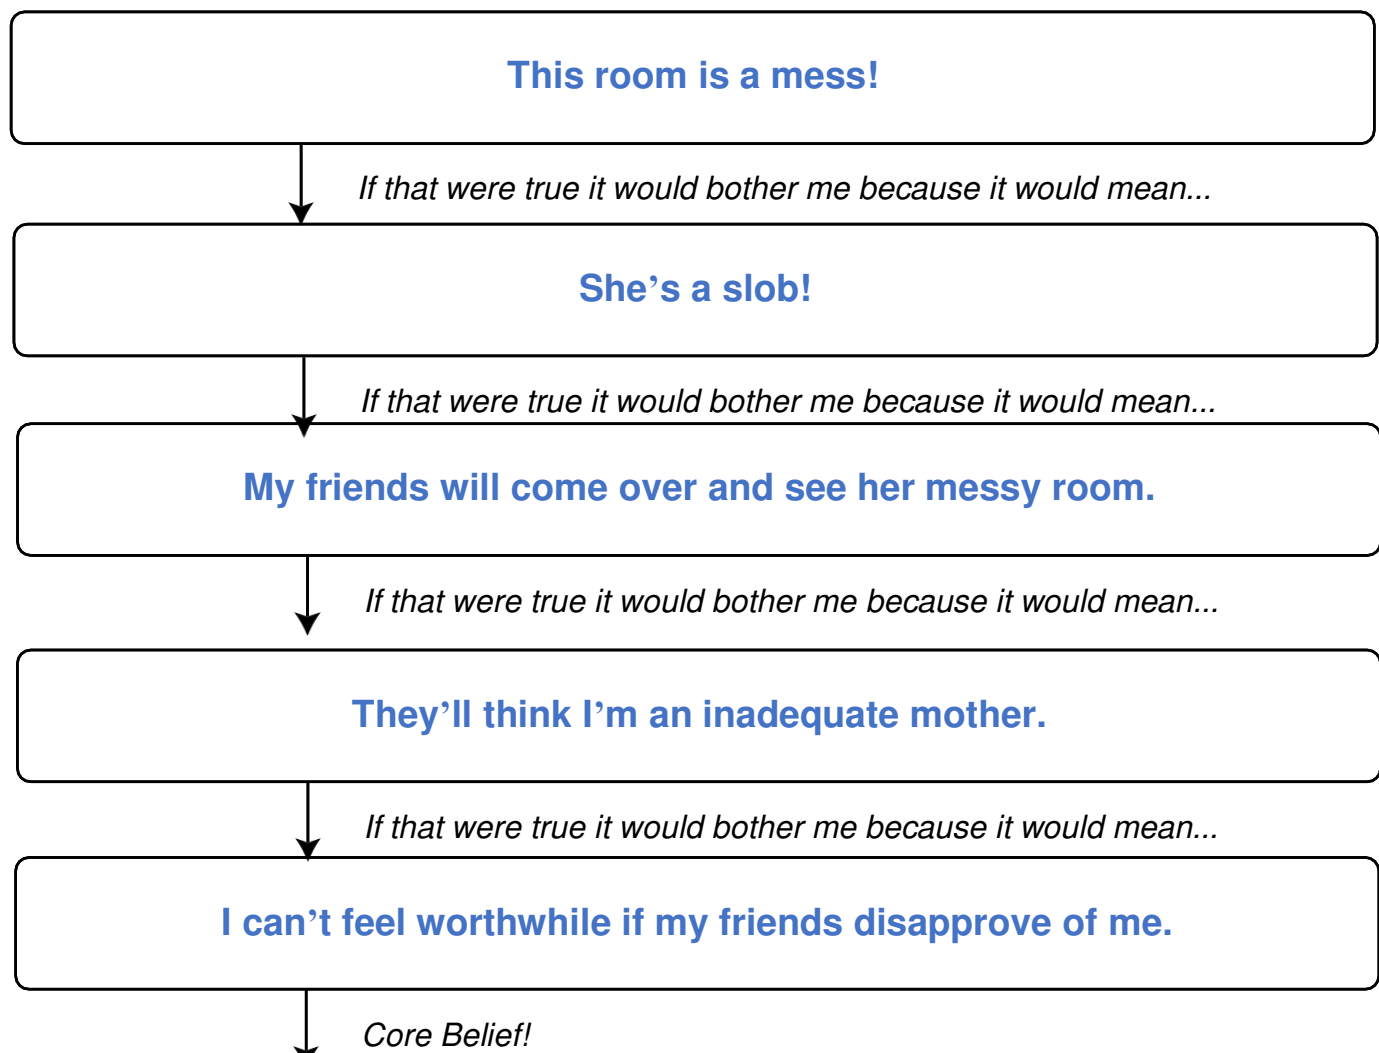 This room is a mess!
If that were true it would bother me because it would mean...
She’s a slob!
If that were true it would bother me because it would mean...
My friends will come over and see her messy room.
If that were true it would bother me because it would mean...
They’ll think I’m an inadequate mother.
If that were true it would bother me because it would mean...
I can’t feel worthwhile if my friends disapprove of me.
Core Belief!